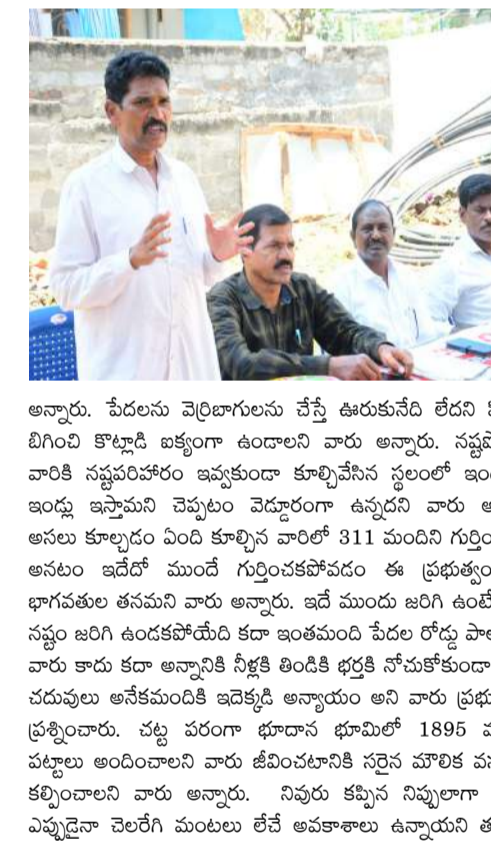 అన్నారు. పేదలను వెర్రిబాగులను చేస్తే ఊరుకునేది లేదని
బిగించి కొట్లాడి ఐక్యంగా ఉండాలని వారు అన్నారు.
వారికి నష్టపరిహారం ఇవ్వకుండా కూల్చివేసిన స్థలంలో
ఇండ్లు ఇస్తామని చెప్పటం వెడ్డూరంగా ఉన్నదని వారు
అసలు కూల్చడం ఏంది కూల్చిన వారిలో 311 మందిని
అనటం ఇదేదో ముందే గుర్తించకపోవడం ఈ
భాగవతుల తనమని వారు అన్నారు. ఇదే ముందు జరిగి
నష్టం జరిగి ఉండకపోయేది కదా ఇంతమంది పేదల రోడ్డు
వారు కాదు కదా అన్నానికి నీళ్లకి తిండికి భర్తకి నోచుకోకుండా
చదువులు అనేకమందికి ఇదెక్కడి అన్యాయం అని వారు
ప్రశ్నించారు. చట్ట పరంగా భూదాన భూమిలో 1895
పట్టాలు అందించాలని వారు జీవించటానికి సరైన మౌలిక
కల్పించాలని వారు అన్నారు. నివురు కప్పిన నిప్పులాగా
ఎప్పుడైనా చెలరేగి మంటలు లేచే అవకాశాలు ఉన్నాయని